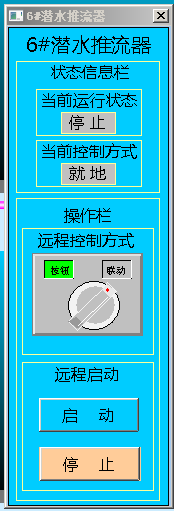 6#潜水推流器
6#潜水推流器
状态信息栏
当前运行状态
停 止
当前控制方式
就 地
操作栏
远程控制方式
按钮 联动
远程启动
启 动
停 止